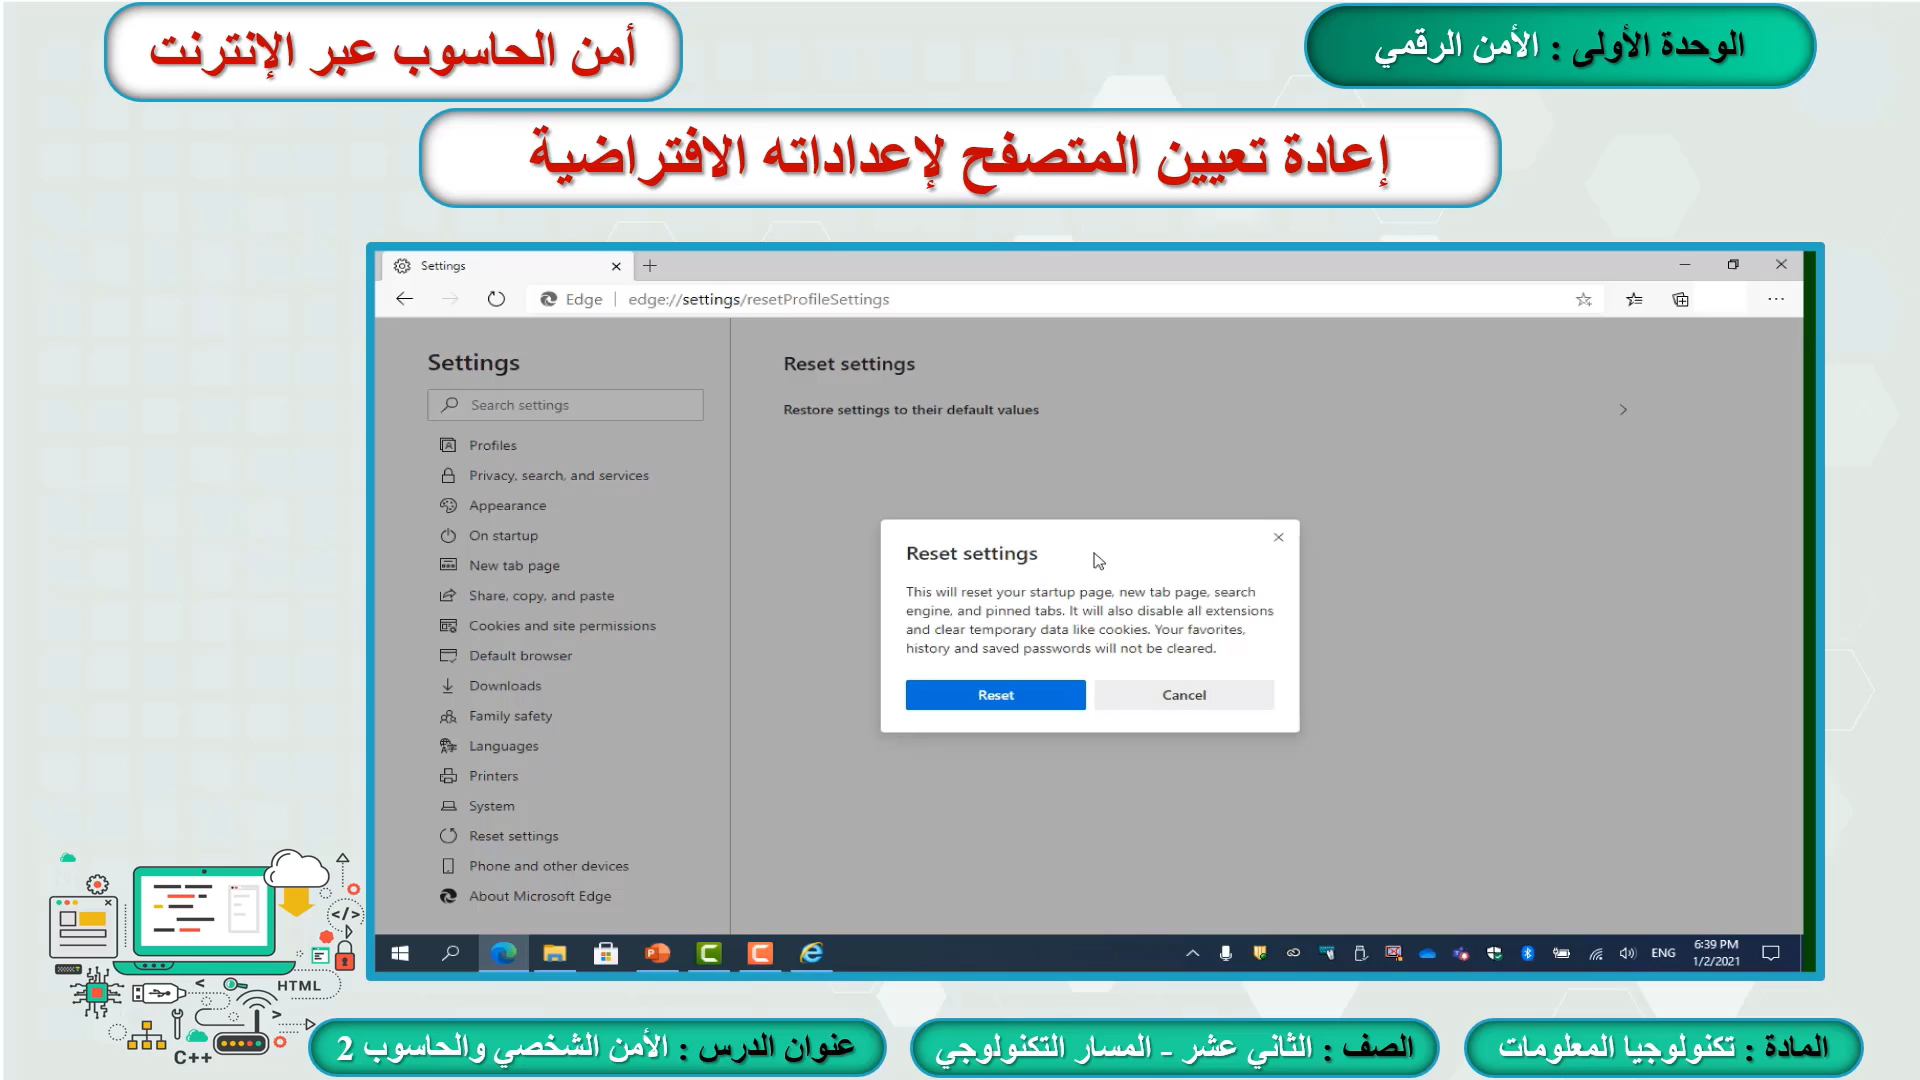 الوحدة الأولى : الأمن الرقمي
أمن الحاسوب عبر الإنترنت
إعادة تعيين المتصفح لإعداداته الافتراضية
Settings
Edge | edge://settings/resetProfileSettings
Settings
Search settings
Profiles
Privacy, search, and services
Appearance
On startup
New tab page
Share, copy, and paste
Cookies and site permissions
Default browser
Downloads
Family safety
Languages
Printers
System
Reset settings
Phone and other devices
About Microsoft Edge
Reset settings
Restore settings to their default values
Reset settings
This will reset your startup page, new tab page, search
engine, and pinned tabs. It will also disable all extensions
and clear temporary data like cookies. Your favorites,
history and saved passwords will not be cleared.
Reset
Cancel
ENG
6:39 PM
1/2/2021
HTML
C++
المادة : تكنولوجيا المعلومات
الصف : الثاني عشر - المسار التكنولوجي
عنوان الدرس : الأمن الشخصي والحاسوب 2